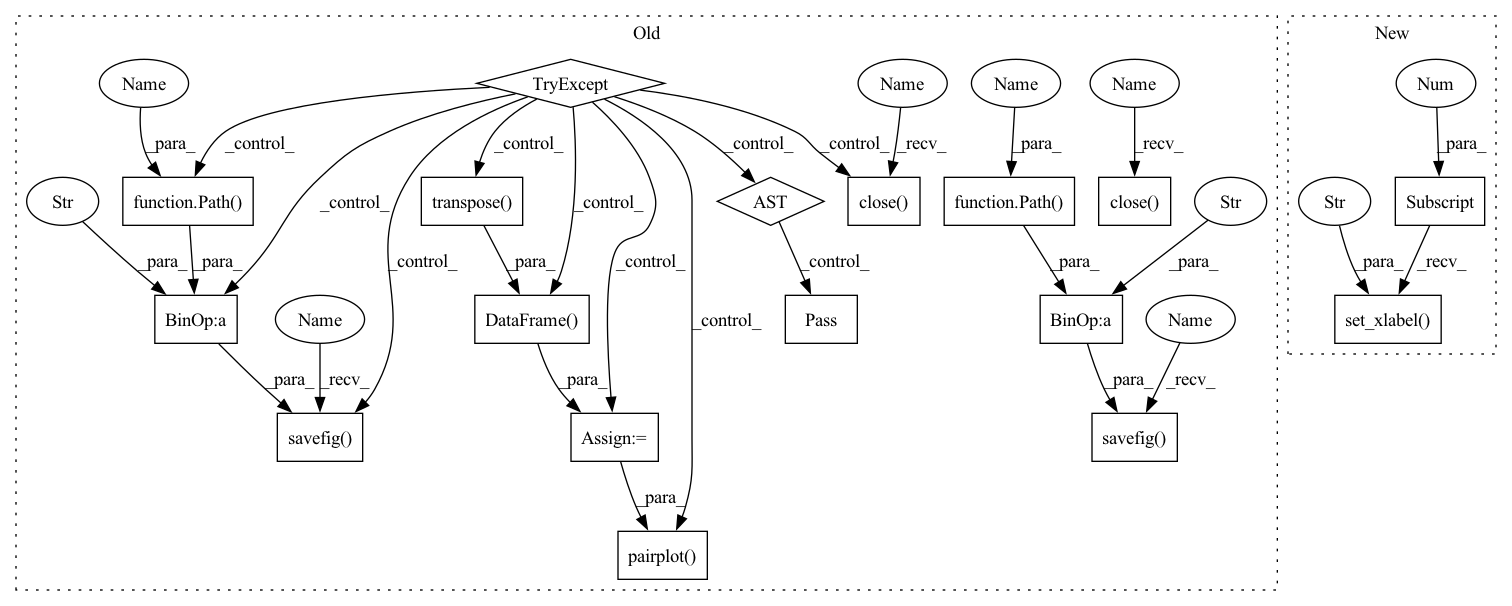 Old
New
Name
TryExcept
Name
Name
Name
Num
_para_
_control_
_control_
_control_
_recv_
_para_
_recv_
_para_
Str
function.Path()
transpose()
AST
close()
function.Path()
close()
Str
Str
Subscript
_control_
_control_
_para_
_para_
_control_
_para_
_control_
_control_
_para_
_para_
_para_
_recv_
BinOp:a
Name
DataFrame()
_control_
Pass
BinOp:a
Name
set_xlabel()
_para_
_recv_
_para_
_para_
_recv_
savefig()
Assign:=
savefig()
_para_
pairplot()